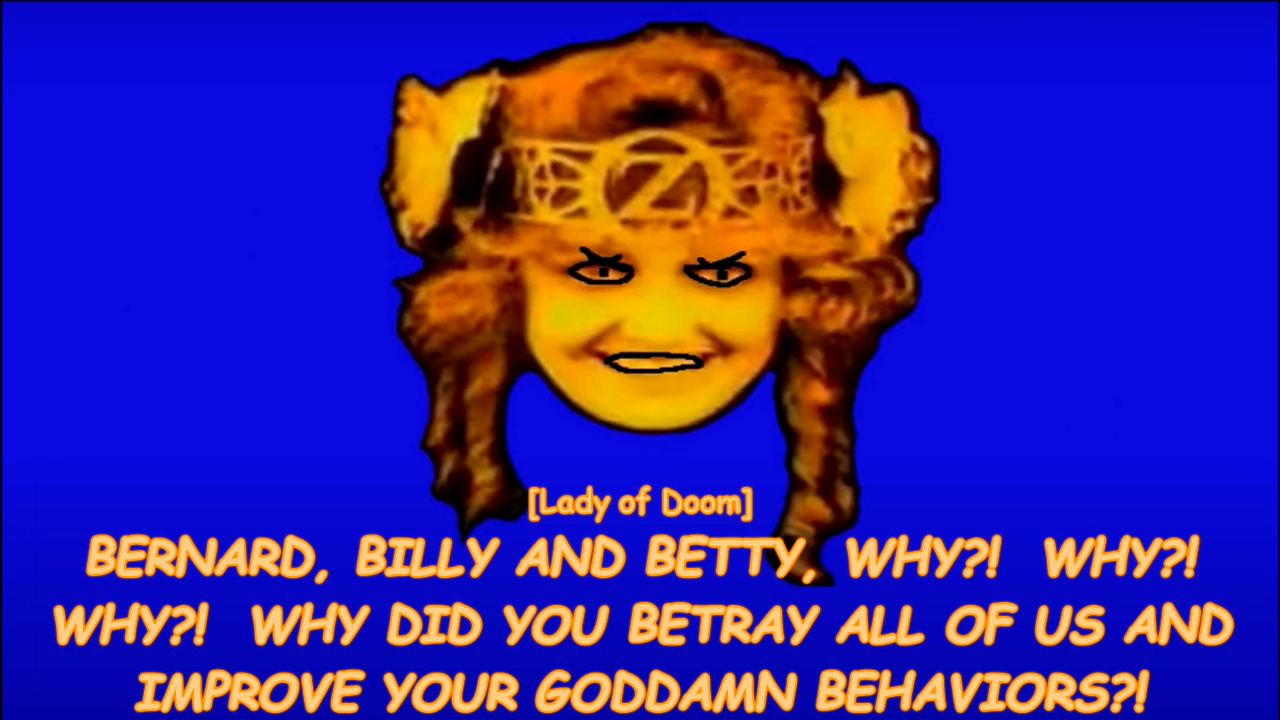 Z
[Lady of Doom]
BERNARD, BILLY AND BETTY, WHY?!  WHY?!
WHY?!  WHY DID YOU BETRAY ALL OF US AND
IMPROVE YOUR GODDAMN BEHAVIORS?!